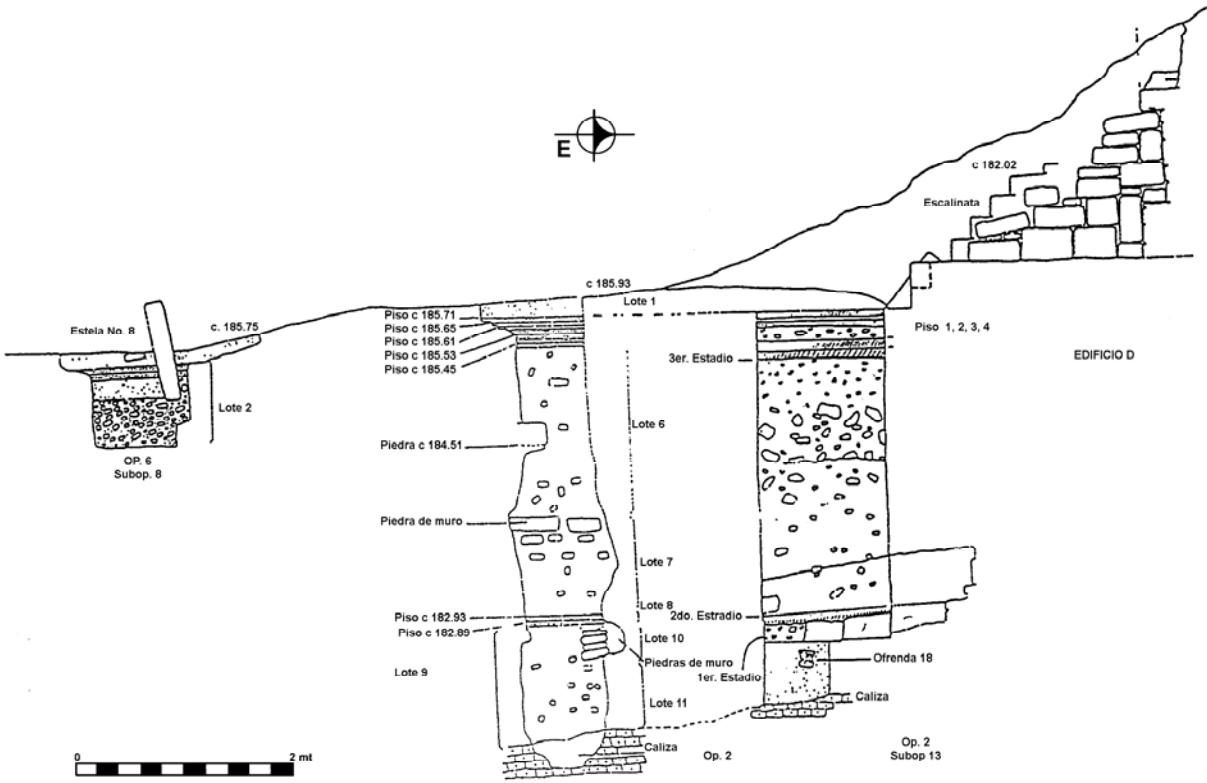 E
c 182.02
Escalinata
c 185.93
Lote 1
Estela No. 8
c. 185.75
Piso c 185.71
Piso c 185.65
Piso c 185.61
Piso c 185.53
Piso c 185.45
Piso 1, 2, 3, 4
3er. Estadio
EDIFICIO D
Lote 2
Lote 6
Piedra c 184.51
OP. 6
Subop. 8
Piedra de muro
Lote 7
Lote 8
Piso c 182.93
2do. Estradio
Piso c 182.89
Lote 10
Lote 9
Piedras de muro
Ofrenda 18
1er. Estadio
Lote 11
Caliza
Caliza
Op. 2
Op. 2
Subop 13
0 2 mt